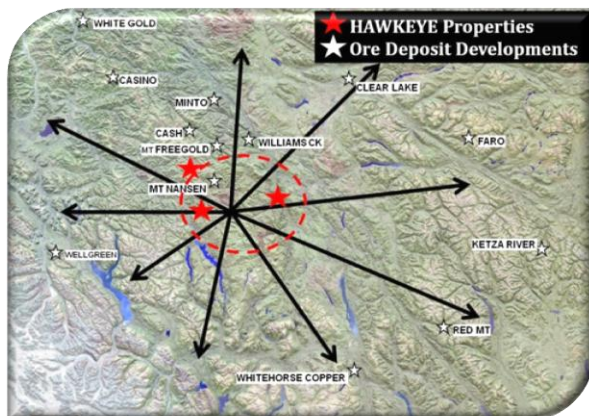 HAWKEYE Properties
Ore Deposit Developments
WHITE GOLD
CASINO
CLEAR LAKE
MINTO
CASH
WILLIAMS CK
FARO
MT FREEGOLD
MT NANSEN
KETZA RIVER
WELLGREEN
RED MT
WHITEHORSE COPPER